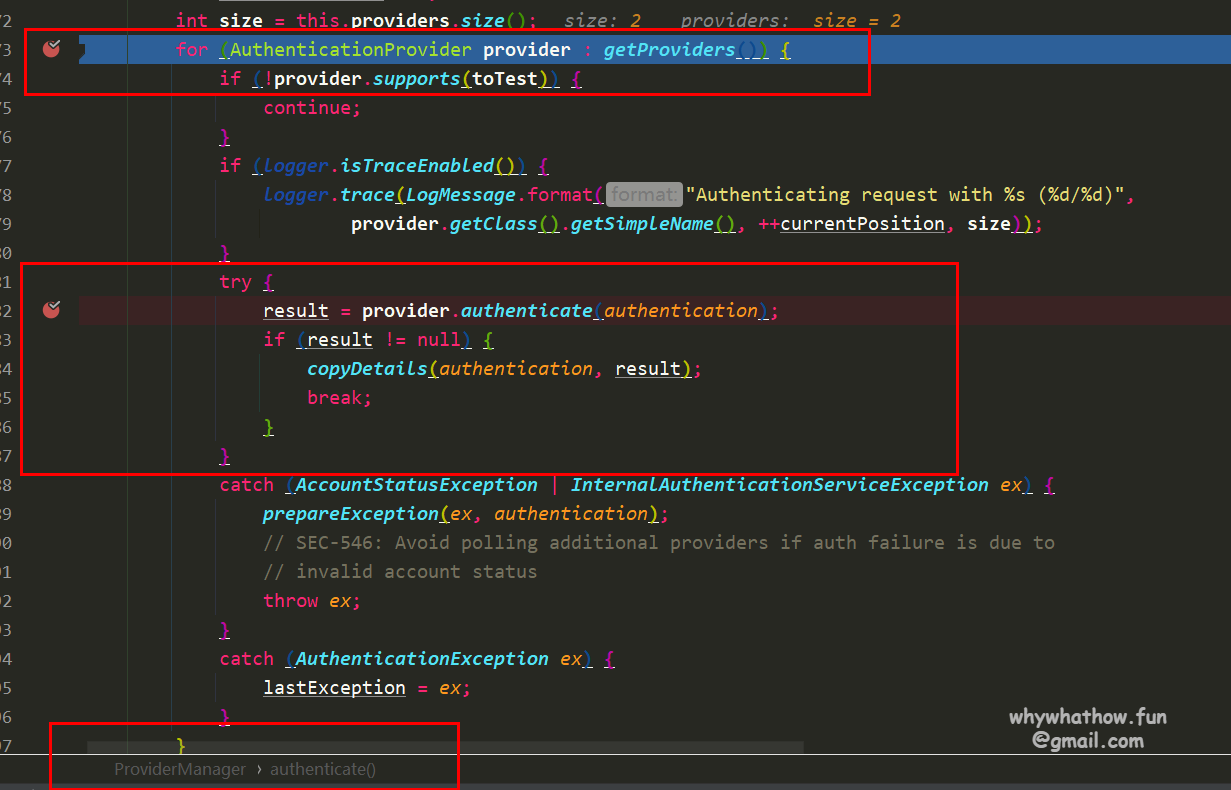 72 int size = this.providers.size(); size: 2 providers: size = 2
73 for (AuthenticationProvider provider : getProviders()) {
74 if (!provider.supports(toTest)) {
75 continue;
76 }
77 if (logger.isTraceEnabled()) {
78 logger.trace(LogMessage.format( format: "Authenticating request with %s (%d/%d)",
79 provider.getClass().getSimpleName(), ++currentPosition, size));
80 }
81 try {
82 result = provider.authenticate(authentication);
83 if (result != null) {
84 copyDetails(authentication, result);
85 break;
86 }
87 }
88 catch (AccountStatusException | InternalAuthenticationServiceException ex) {
89 prepareException(ex, authentication);
90 // SEC-546: Avoid polling additional providers if auth failure is due to
91 // invalid account status
92 throw ex;
93 }
94 catch (AuthenticationException ex) {
95 lastException = ex;
96 }
97 }
whywhathow.fun
@gmail.com
ProviderManager › authenticate()